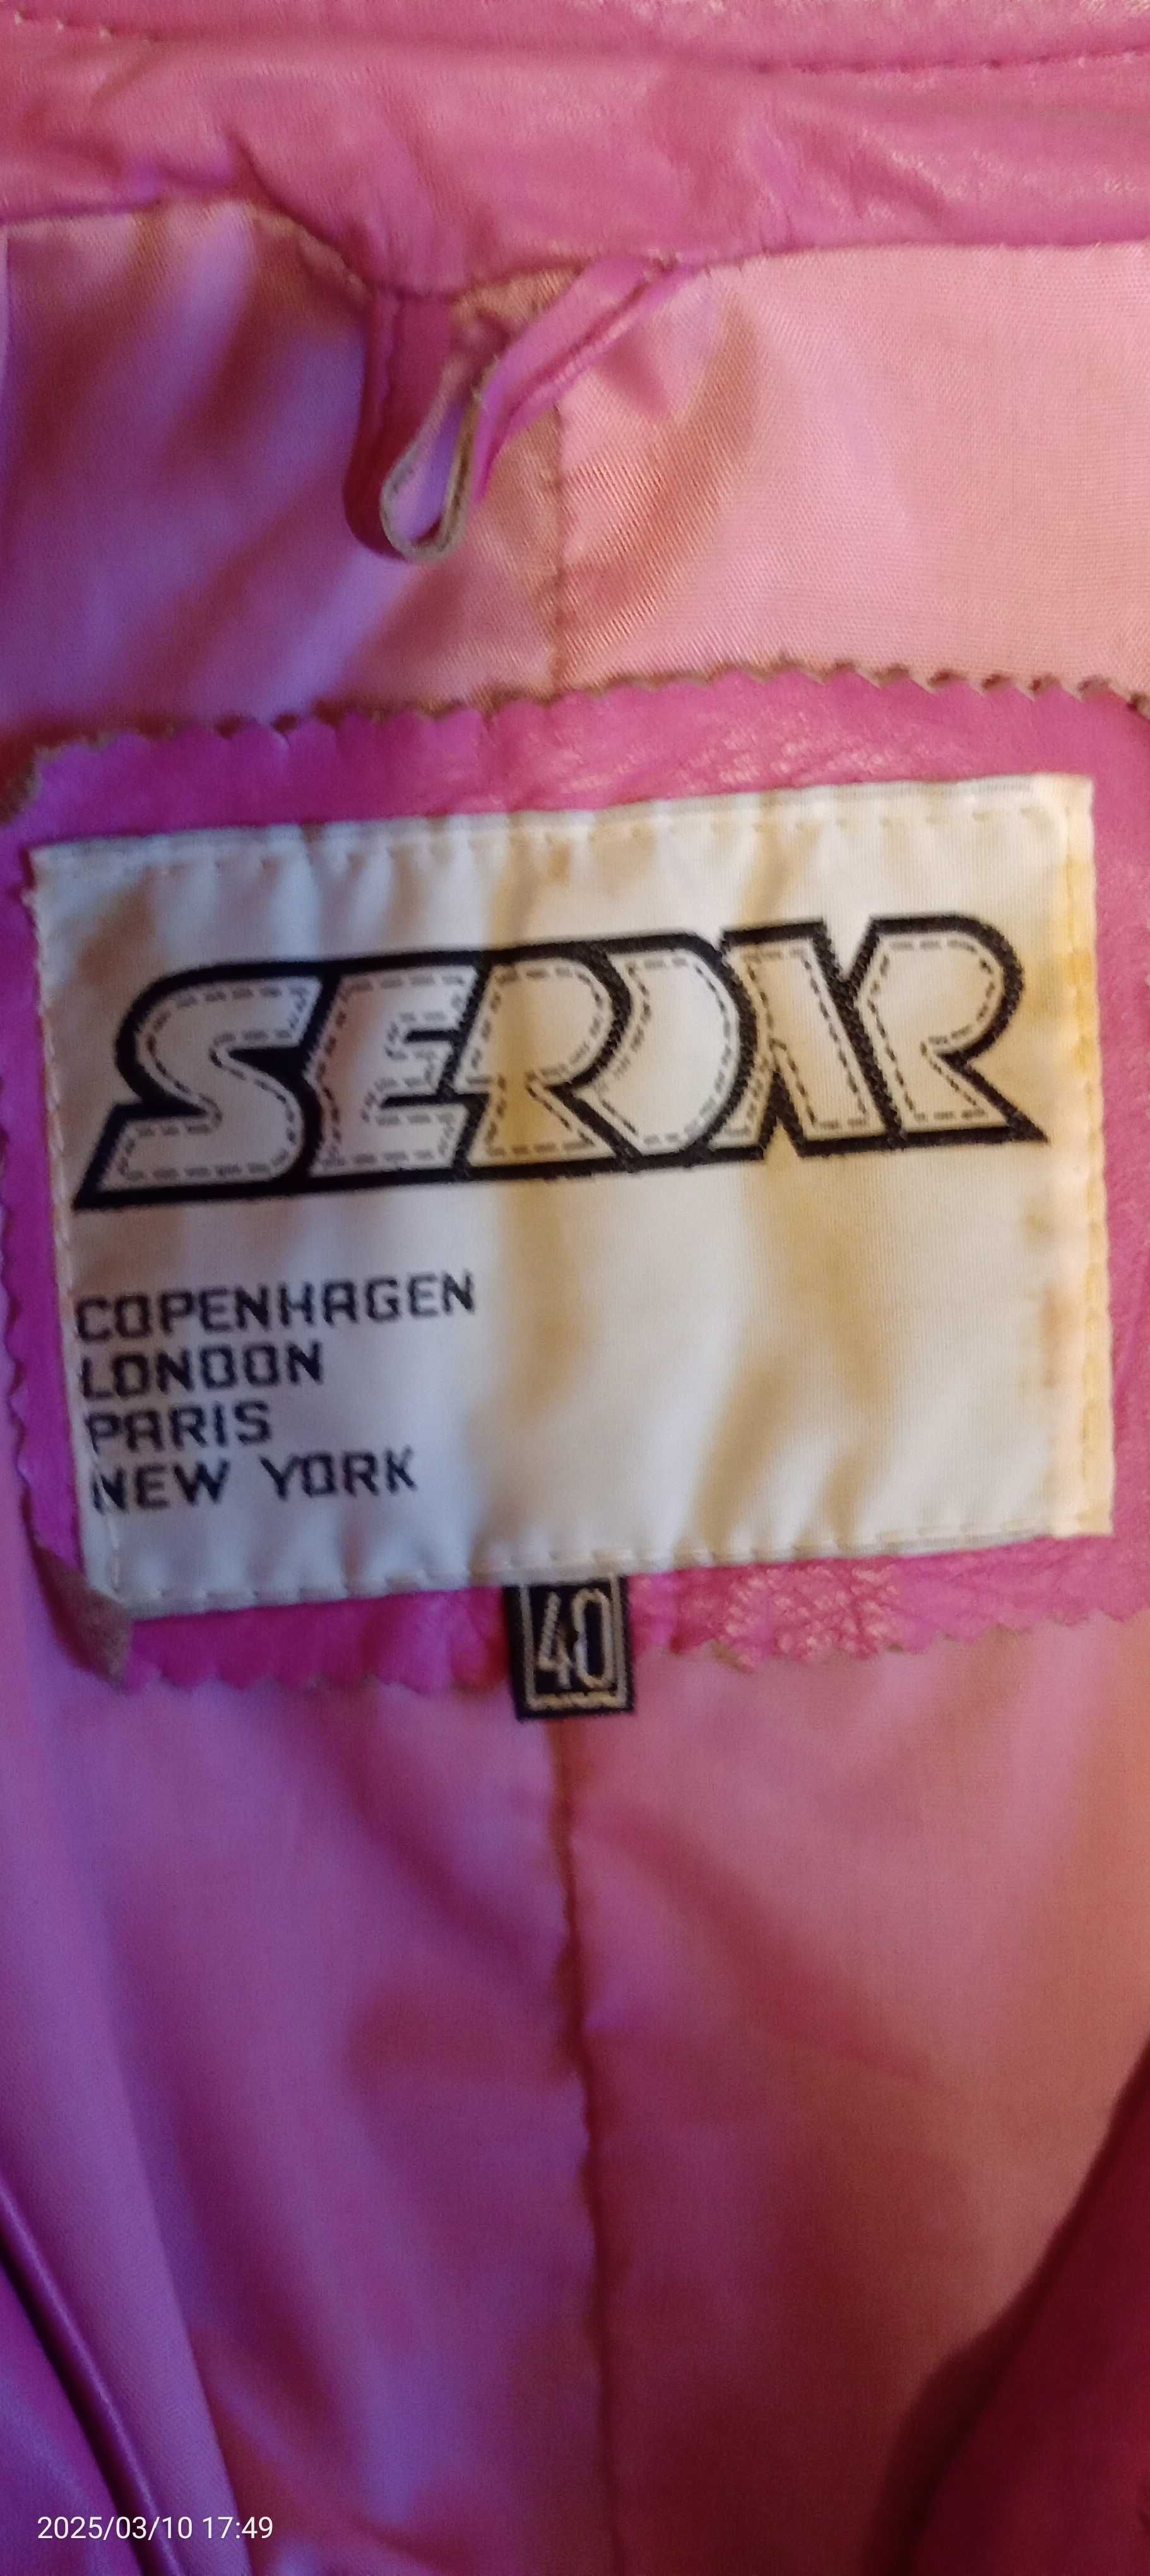 SERDAR
COPENHAGEN
LONDON
PARIS
NEW YORK
40
2025/03/10 17:49